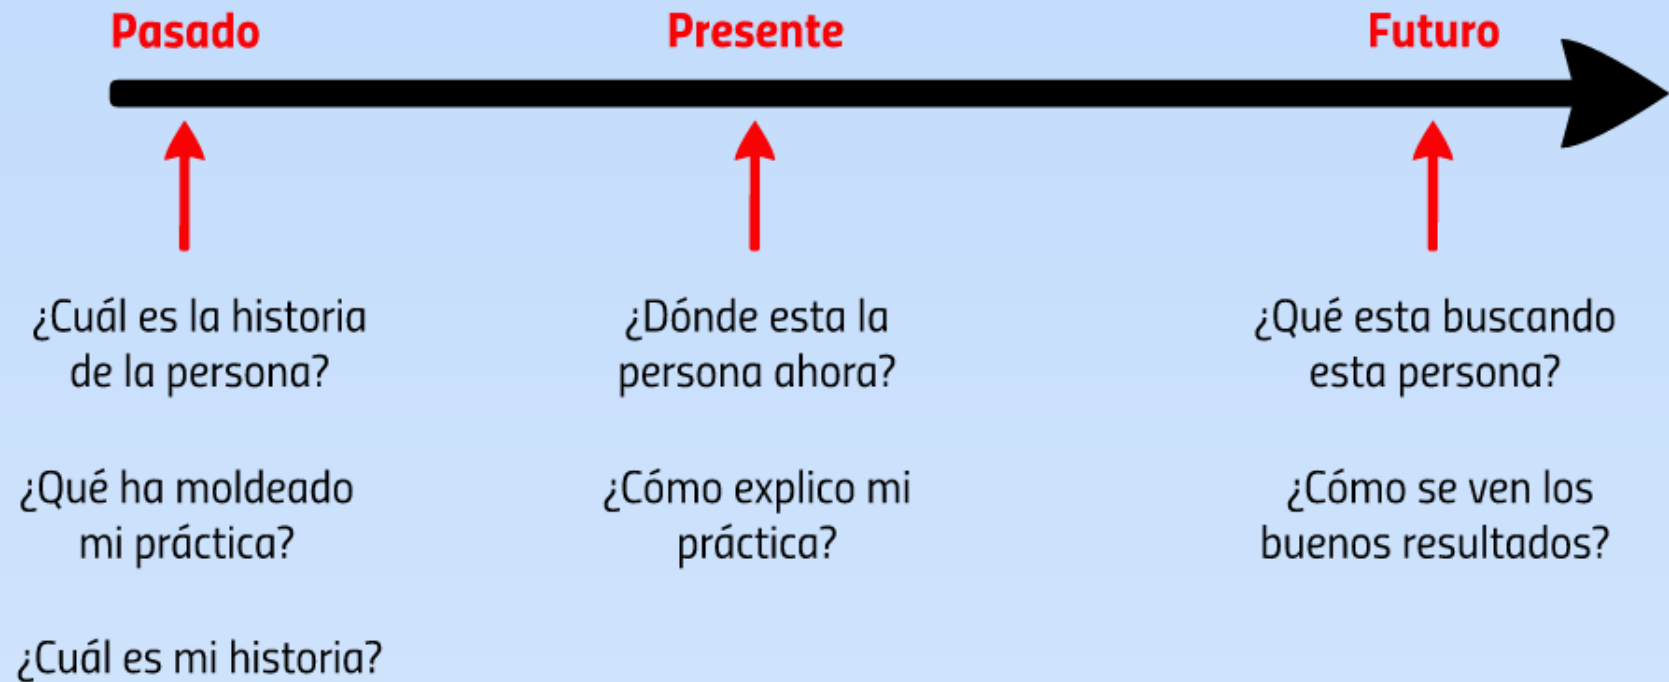 Pasado
Presente
Futuro
¿Cuál es la historia
de la persona?
¿Qué ha moldeado
mi práctica?
¿Cuál es mi historia?
¿Dónde esta la
persona ahora?
¿Cómo explico mi
práctica?
¿Qué esta buscando
esta persona?
¿Cómo se ven los
buenos resultados?